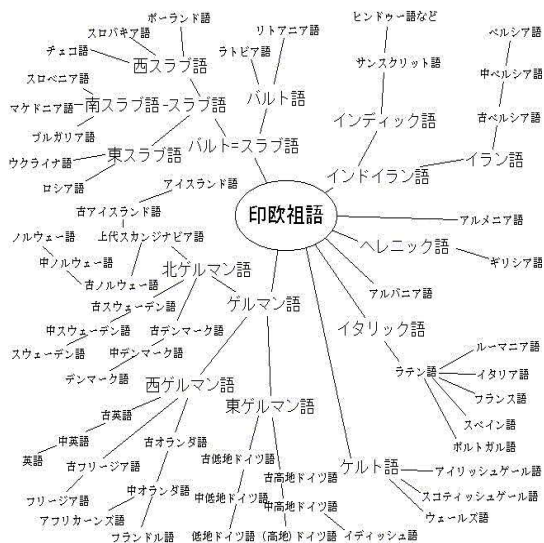 ポーランド語
スロバキア語
チェコ語
西スラブ語
リトアニア語
ラトビア語
バルト語
ヒンドゥー語など
サンスクリット語
インディック語
ペルシア語
中ペルシア語
古ペルシア語
イラン語
スロベニア語
マケドニア語
南スラブ語
スラブ語
ブルガリア語
ウクライナ語
東スラブ語
ロシア語
バルト=スラブ語
インドイラン語
印欧祖語
アルメニア語
ヘレニック語
ギリシア語
アルバニア語
アイスランド語
古アイスランド語
ノルウェー語
上代スカンジナビア語
中ノルウェー語
古ノルウェー語
北ゲルマン語
古スウェーデン語
中スウェーデン語
スウェーデン語
古デンマーク語
中デンマーク語
デンマーク語
ゲルマン語
イタリック語
ラテン語
ルーマニア語
イタリア語
フランス語
スペイン語
ポルトガル語
西ゲルマン語
東ゲルマン語
古英語
中英語
英語
古フリージア語
フリージア語
古オランダ語
中オランダ語
アフリカーンズ語
フランドル語
古低地ドイツ語
中低地ドイツ語
低地ドイツ語
古高地ドイツ語
中高地ドイツ語
(高地)ドイツ語
イディッシュ語
ケルト語
アイリッシュゲール語
スコティッシュゲール語
ウェールズ語